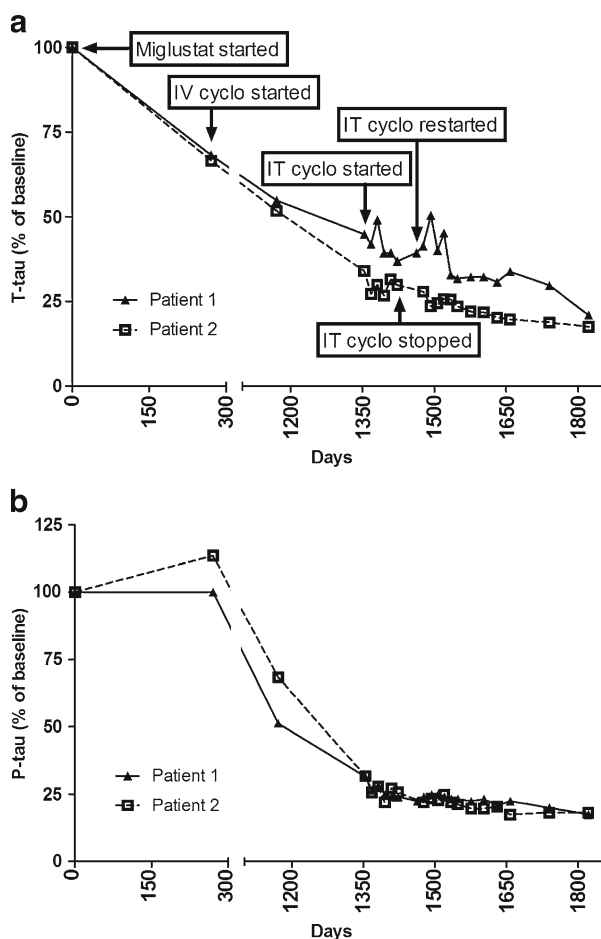 a
100
75
50
25
0
T-tau (% of baseline)
Miglustat started
IV cyclo started
IT cyclo restarted
IT cyclo started
IT cyclo stopped
Patient 1
Patient 2
0
150
300
1200
1350
1500
1650
1800
Days
b
125
100
75
50
25
0
P-tau (% of baseline)
Patient 1
Patient 2
0
150
300
1200
1350
1500
1650
1800
Days